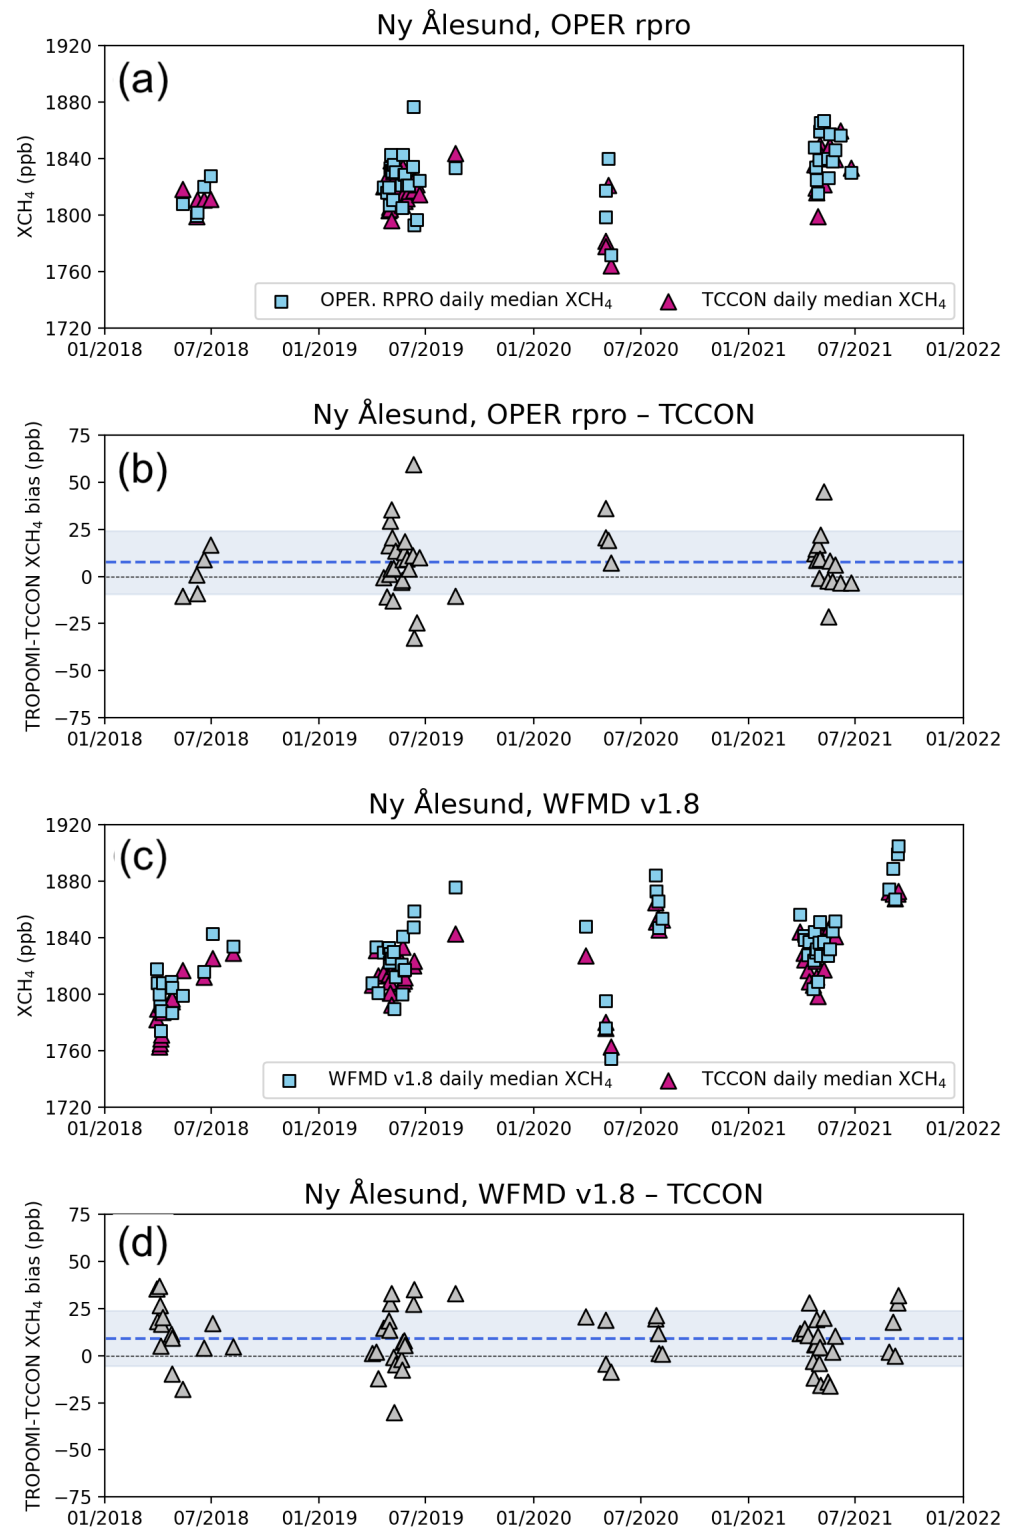 Ny Ålesund, OPER rpro
(a)
XCH₄ (ppb)
1920
1880
1840
1800
1760
1720
OPER. RPRO daily median XCH₄
TCCON daily median XCH₄
01/2018 07/2018 01/2019 07/2019 01/2020 07/2020 01/2021 07/2021 01/2022
Ny Ålesund, OPER rpro – TCCON
(b)
TROPOMI-TCCON XCH₄ bias (ppb)
75
50
25
0
−25
−50
−75
01/2018 07/2018 01/2019 07/2019 01/2020 07/2020 01/2021 07/2021 01/2022
Ny Ålesund, WFMD v1.8
(c)
XCH₄ (ppb)
1920
1880
1840
1800
1760
1720
WFMD v1.8 daily median XCH₄
TCCON daily median XCH₄
01/2018 07/2018 01/2019 07/2019 01/2020 07/2020 01/2021 07/2021 01/2022
Ny Ålesund, WFMD v1.8 – TCCON
(d)
TROPOMI-TCCON XCH₄ bias (ppb)
75
50
25
0
−25
−50
−75
01/2018 07/2018 01/2019 07/2019 01/2020 07/2020 01/2021 07/2021 01/2022